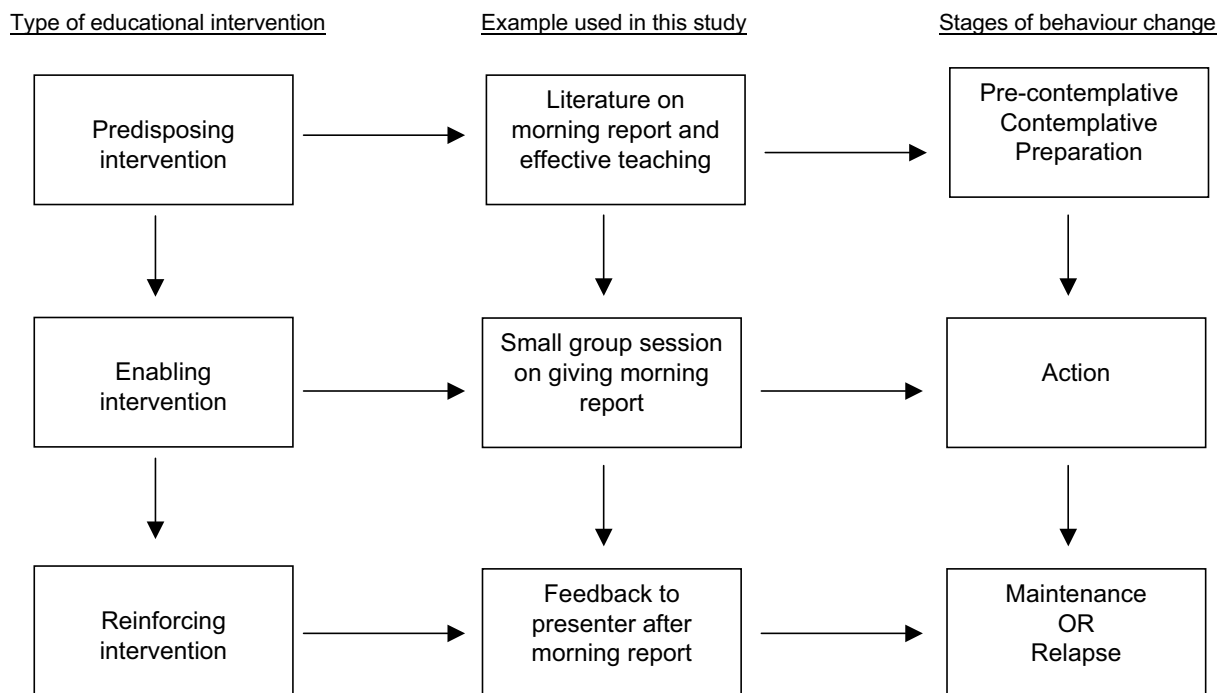 Type of educational intervention
Example used in this study
Stages of behaviour change
Predisposing
intervention
Literature on
morning report and
effective teaching
Pre-contemplative
Contemplative
Preparation
Enabling
intervention
Small group session
on giving morning
report
Action
Reinforcing
intervention
Feedback to
presenter after
morning report
Maintenance
OR
Relapse